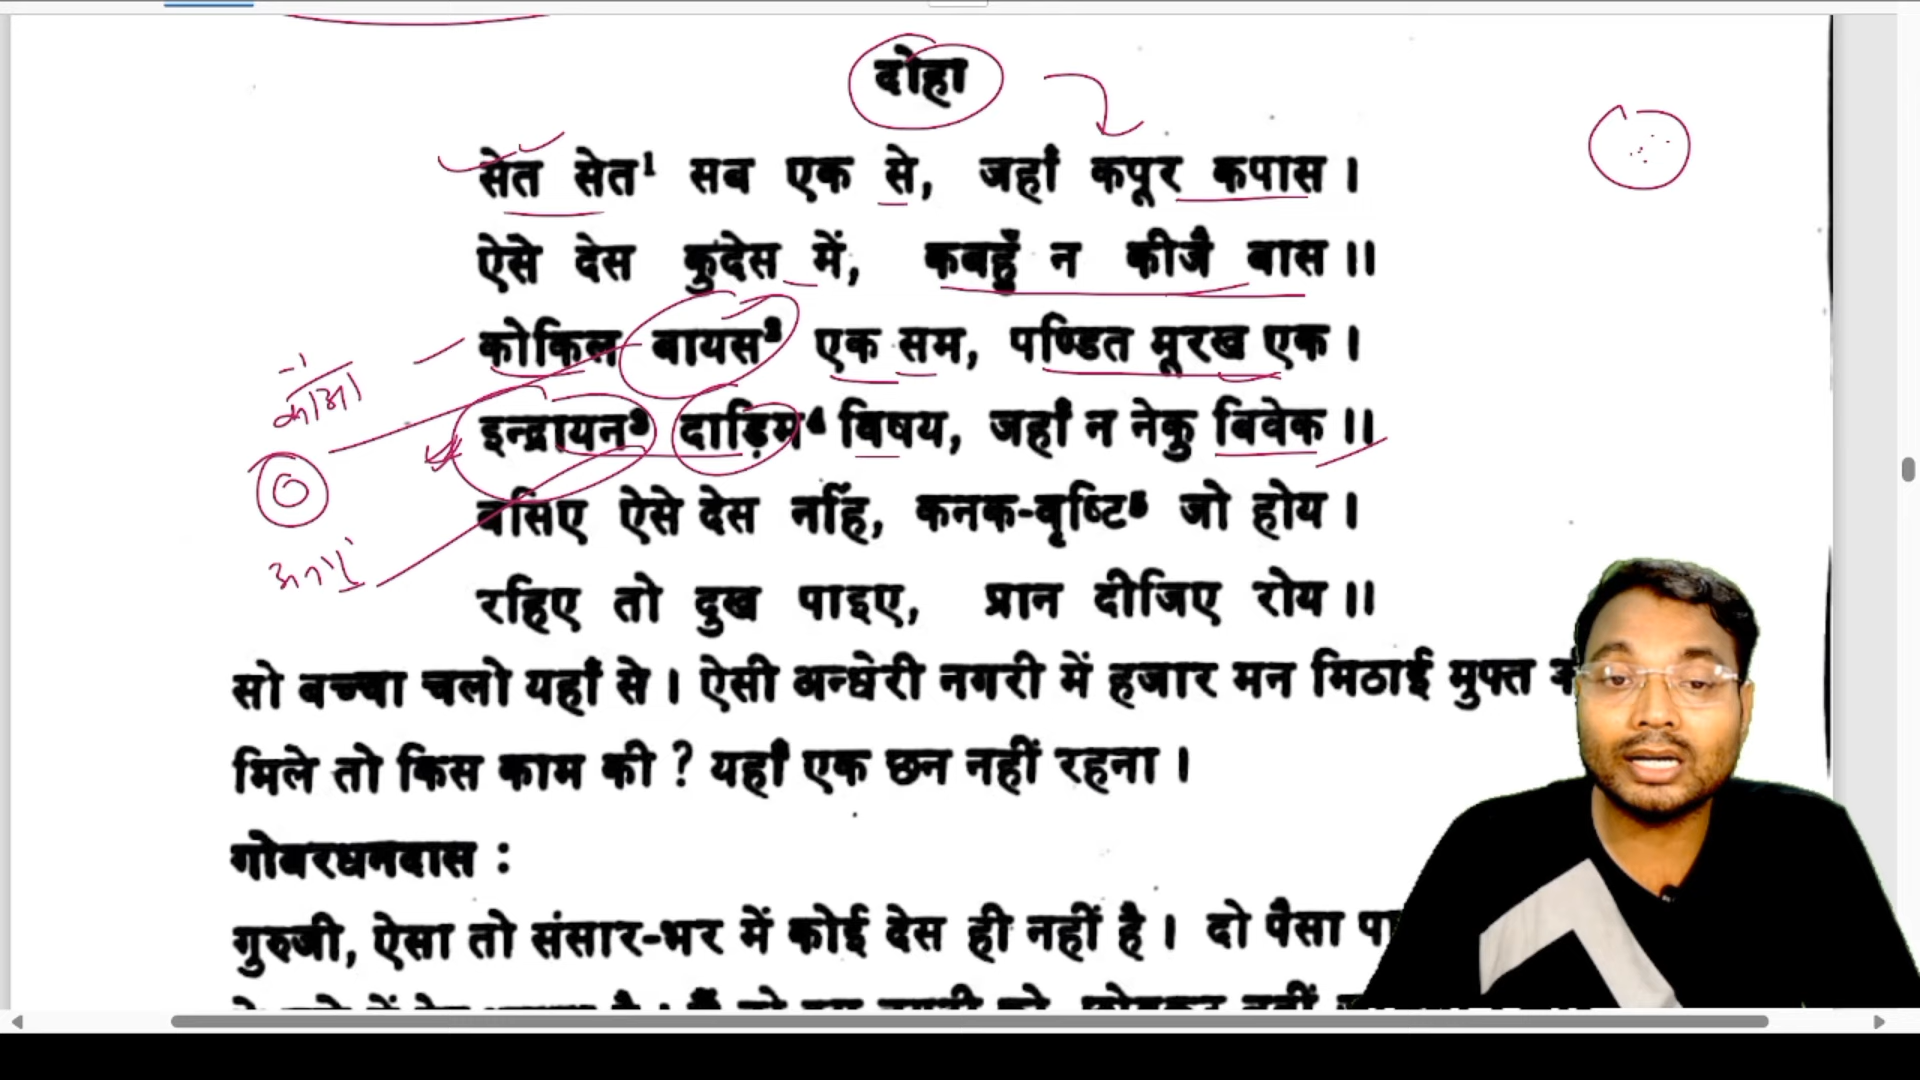 दोहा
सेत सेत¹ सब एक से, जहाँ कपूर कपास।
ऐसे देस कुदेस में, कबहुँ न कीजै बास॥
कोकिल बायस² एक सम, पण्डित मूरख एक।
इन्द्रायन³ दाड़िम⁴ विषय, जहाँ न नेकु बिवेक॥
बसिए ऐसे देस नहिं, कनक-वृष्टि⁵ जो होय।
रहिए तो दुख पाइए, प्रान दीजिए रोय॥
सो बच्चा चलो यहाँ से। ऐसी अन्धेरी नगरी में हजार मन मिठाई मुफ्त
मिले तो किस काम की? यहाँ एक छन नहीं रहना।
गोबरधनदास :
गुरुजी, ऐसा तो संसार-भर में कोई देस ही नहीं है। दो पैसा